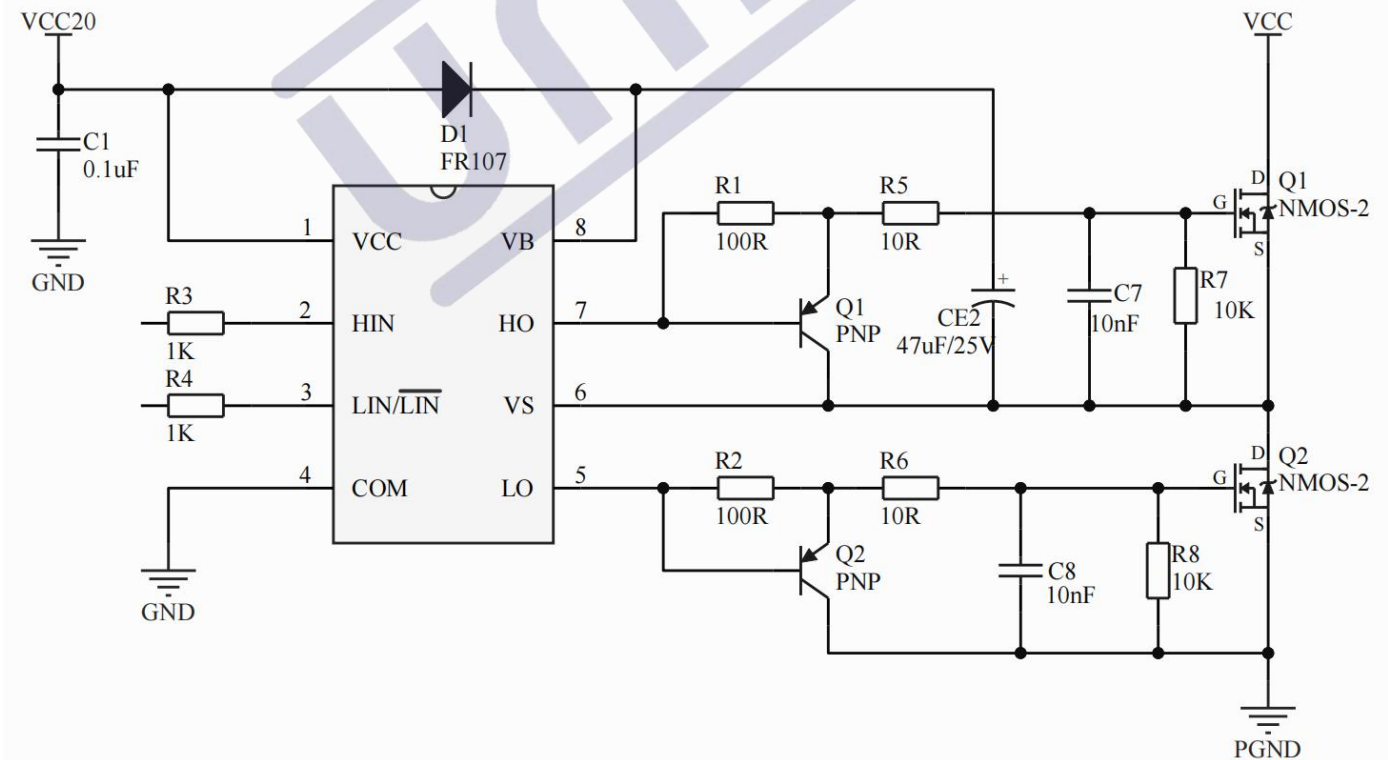 VCC20
VCC
C1
0.1uF
GND
D1
FR107
1
VCC
VB
8
R3
1K
2
HIN
HO
7
R4
1K
3
LIN/LIN
VS
6
4
COM
LO
5
GND
R1
100R
R5
10R
Q1
PNP
CE2
47uF/25V
+
C7
10nF
R7
10K
D
G
S
Q1
NMOS-2
R2
100R
R6
10R
Q2
PNP
C8
10nF
R8
10K
D
G
S
Q2
NMOS-2
PGND